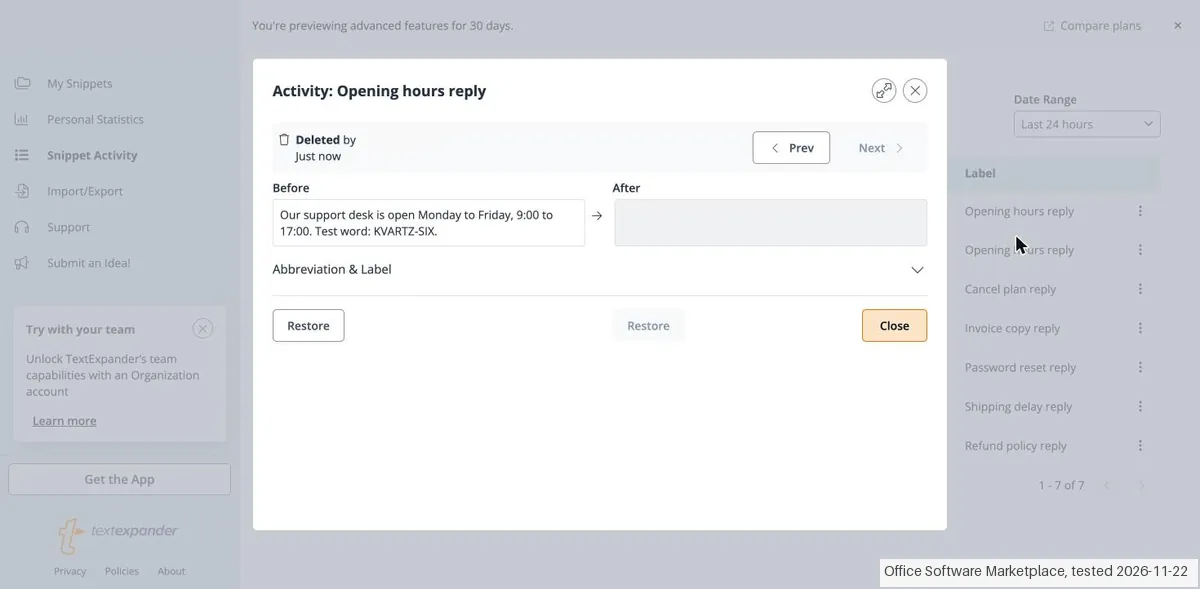 You're previewing advanced features for 30 days.
Compare plans
My Snippets
Personal Statistics
Snippet Activity
Import/Export
Support
Submit an Idea!
Try with your team
Unlock TextExpander's team
capabilities with an Organization
account
Learn more
Get the App
textexpander
Privacy Policies About
Activity: Opening hours reply
Deleted by
Just now
Prev
Next
Before
After
Our support desk is open Monday to Friday, 9:00 to
17:00. Test word: KVARTZ-SIX.
Abbreviation & Label
Restore
Restore
Close
Date Range
Last 24 hours
Label
Opening hours reply
Opening hours reply
Cancel plan reply
Invoice copy reply
Password reset reply
Shipping delay reply
Refund policy reply
1 - 7 of 7
Office Software Marketplace, tested 2026-11-22